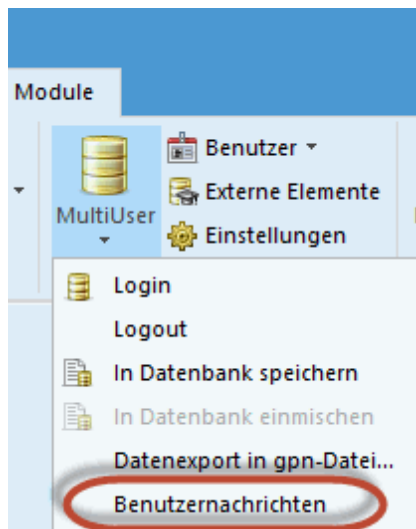 Module
MultiUser
Benutzer
Externe Elemente
Einstellungen
Login
Logout
In Datenbank speichern
In Datenbank einmischen
Datenexport in gpn-Datei...
Benutzernachrichten